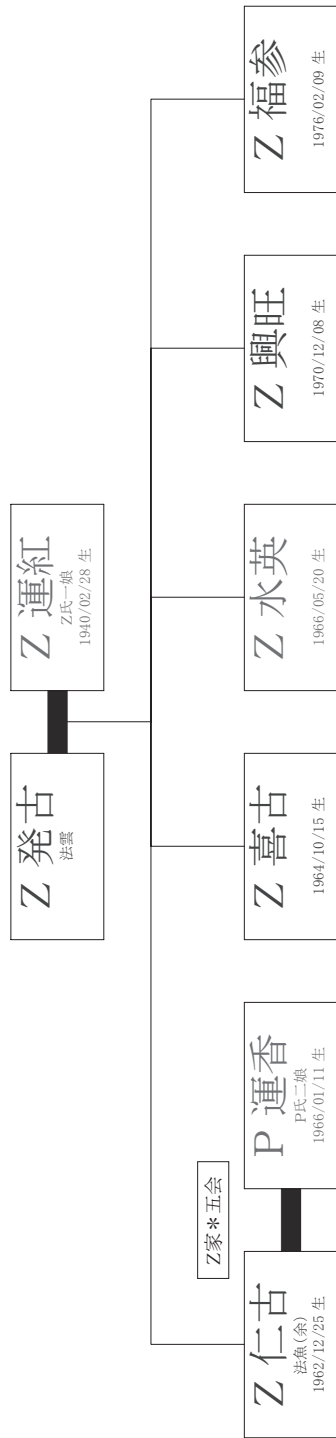 Z 発古
法雲
Z 運紅
Z氏一娘
1940/02/28 生
Z家＊五会
Z 仁古
法魚(余)
1962/12/25 生
P 運香
P氏二娘
1966/01/11 生
Z 喜古
1964/10/15 生
Z 水英
1966/05/20 生
Z 興旺
1970/12/08 生
Z 福参
1976/02/09 生